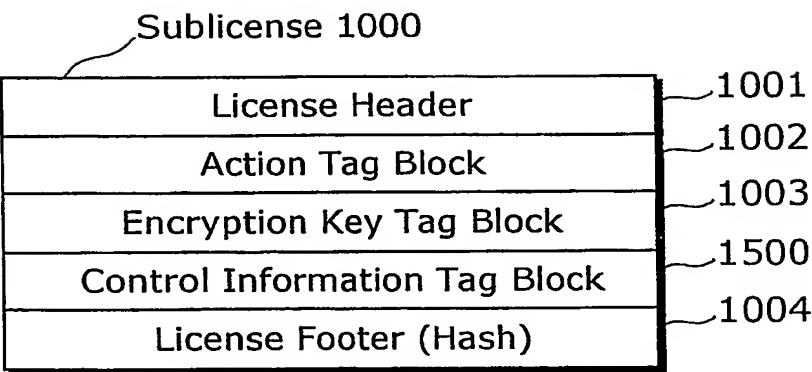 Sublicense 1000
License Header 1001
Action Tag Block 1002
Encryption Key Tag Block 1003
Control Information Tag Block 1500
License Footer (Hash) 1004